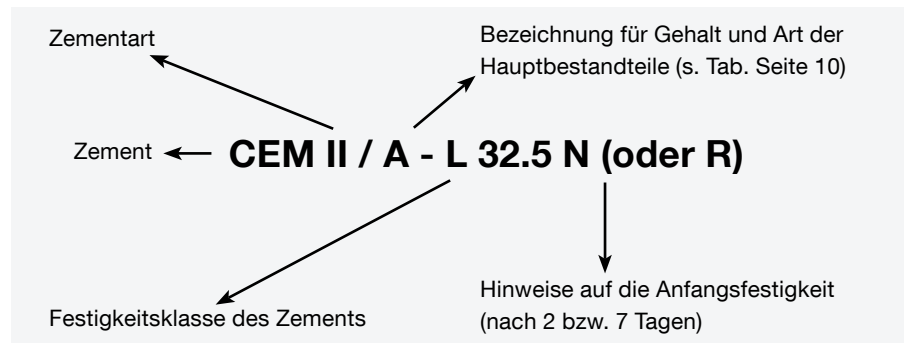 Zementart
Bezeichnung für Gehalt und Art der
Hauptbestandteile (s. Tab. Seite 10)
Zement
CEM II / A - L 32.5 N (oder R)
Festigkeitsklasse des Zements
Hinweise auf die Anfangsfestigkeit
(nach 2 bzw. 7 Tagen)